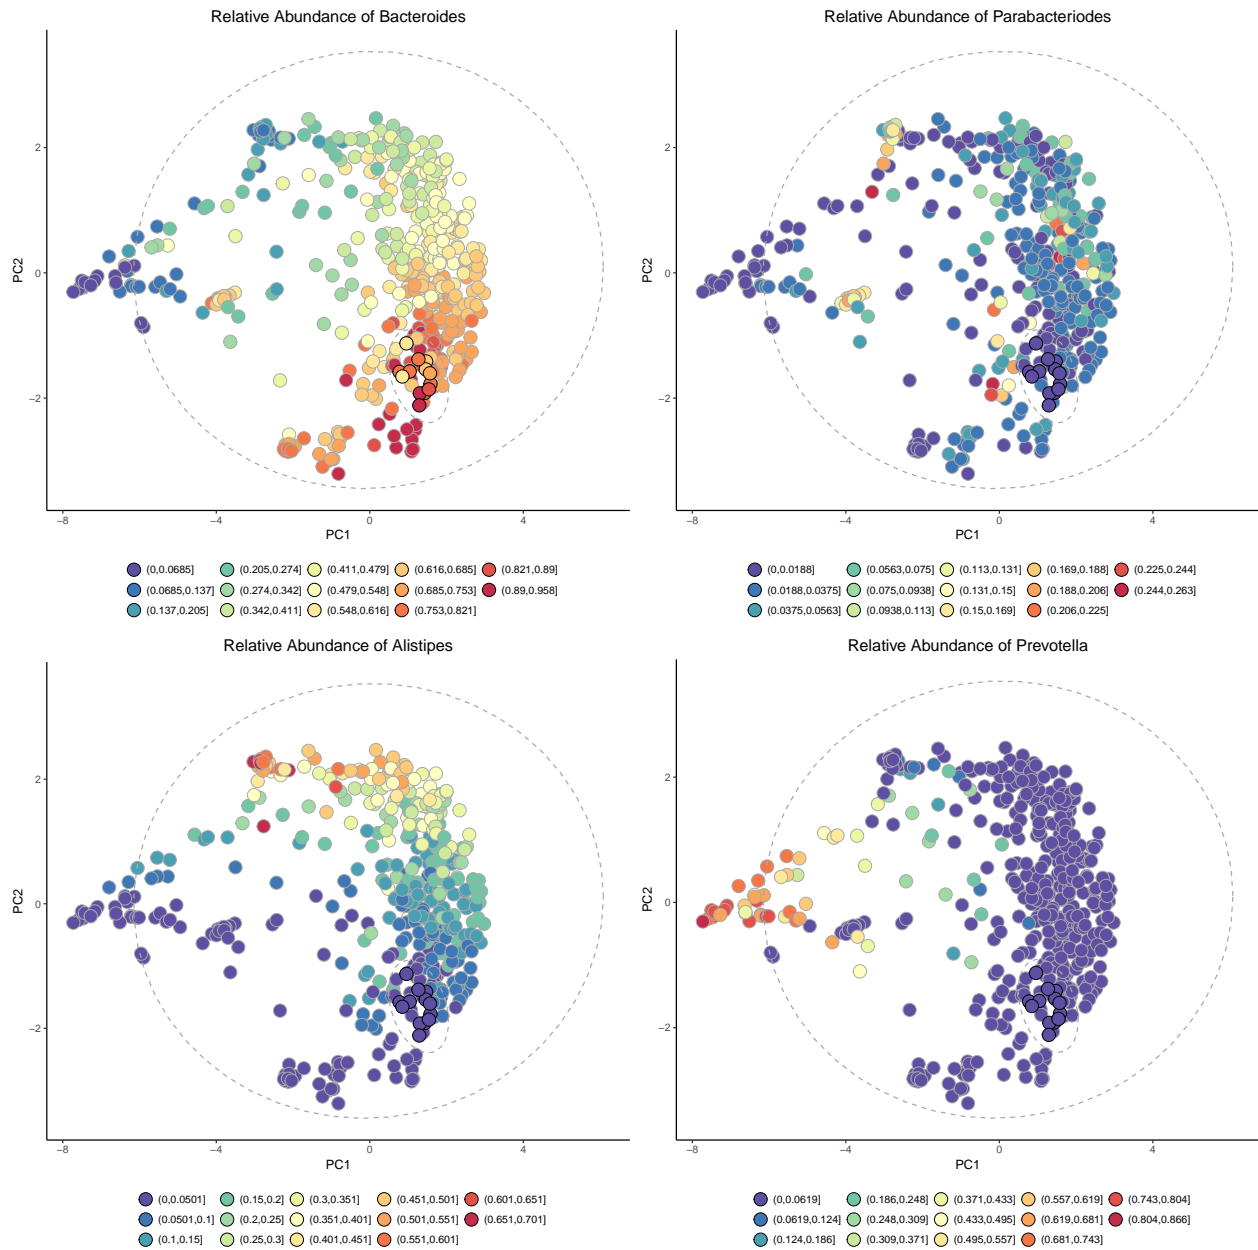 Relative Abundance of Bacteroides
PC2
2
0
−2
−8
−4
0
4
PC1
(0,0.0685] (0.205,0.274] (0.411,0.479] (0.616,0.685] (0.821,0.89]
(0.0685,0.137] (0.274,0.342] (0.479,0.548] (0.685,0.753] (0.89,0.958]
(0.137,0.205] (0.342,0.411] (0.548,0.616] (0.753,0.821]
Relative Abundance of Parabacteriodes
PC2
2
0
−2
−8
−4
0
4
PC1
(0,0.0188] (0.0563,0.075] (0.113,0.131] (0.169,0.188] (0.225,0.244]
(0.0188,0.0375] (0.075,0.0938] (0.131,0.15] (0.188,0.206] (0.244,0.263]
(0.0375,0.0563] (0.0938,0.113] (0.15,0.169] (0.206,0.225]
Relative Abundance of Alistipes
PC2
2
0
−2
−8
−4
0
4
PC1
(0,0.0501] (0.15,0.2] (0.3,0.351] (0.451,0.501] (0.601,0.651]
(0.0501,0.1] (0.2,0.25] (0.351,0.401] (0.501,0.551] (0.651,0.701]
(0.1,0.15] (0.25,0.3] (0.401,0.451] (0.551,0.601]
Relative Abundance of Prevotella
PC2
2
0
−2
−8
−4
0
4
PC1
(0,0.0619] (0.186,0.248] (0.371,0.433] (0.557,0.619] (0.743,0.804]
(0.0619,0.124] (0.248,0.309] (0.433,0.495] (0.619,0.681] (0.804,0.866]
(0.124,0.186] (0.309,0.371] (0.495,0.557] (0.681,0.743]